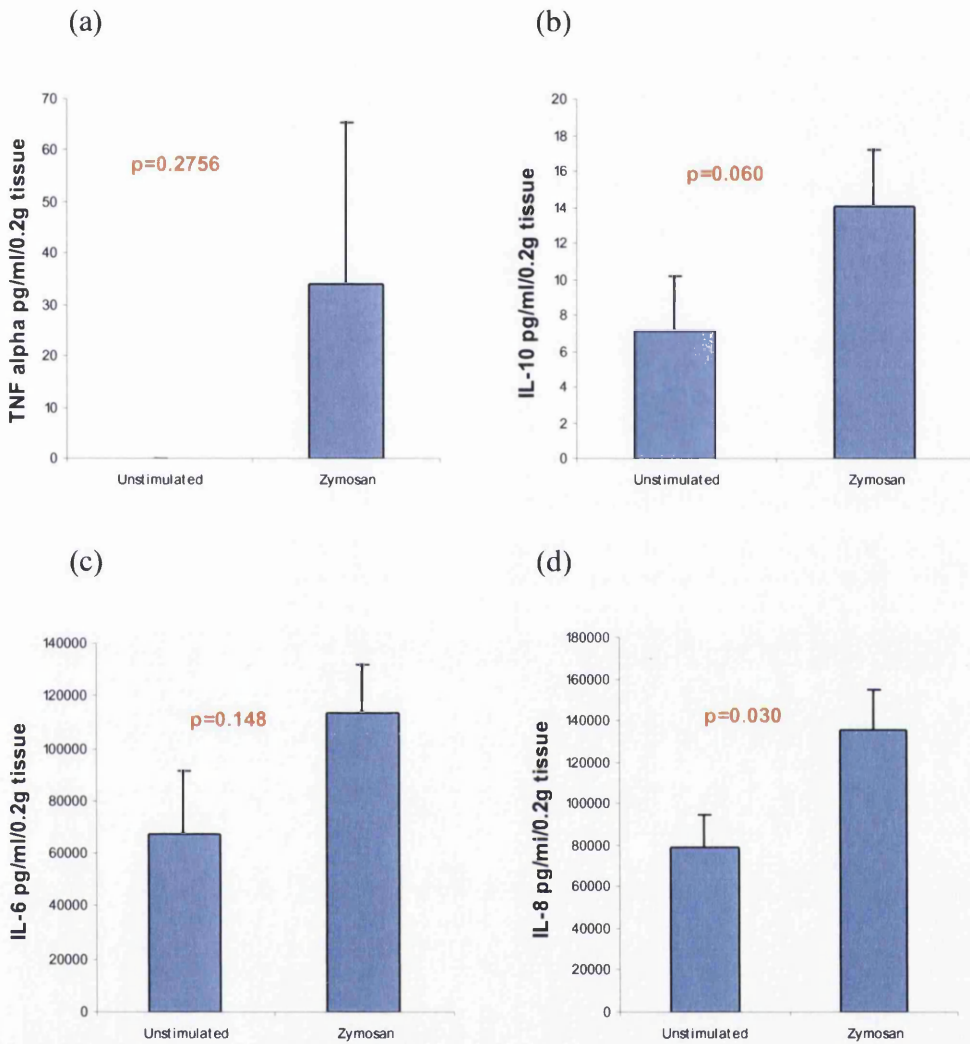 (a)
TNF alpha pg/ml/0.2g tissue
70
60
50
40
30
20
10
0
p=0.2756
Unstimulated
Zymosan
(b)
IL-10 pg/ml/0.2g tissue
20
18
16
14
12
10
8
6
4
2
0
p=0.060
Unstimulated
Zymosan
(c)
IL-6 pg/ml/0.2g tissue
140000
120000
100000
80000
60000
40000
20000
0
p=0.148
Unstimulated
Zymosan
(d)
IL-8 pg/ml/0.2g tissue
180000
160000
140000
120000
100000
80000
60000
40000
20000
0
p=0.030
Unstimulated
Zymosan